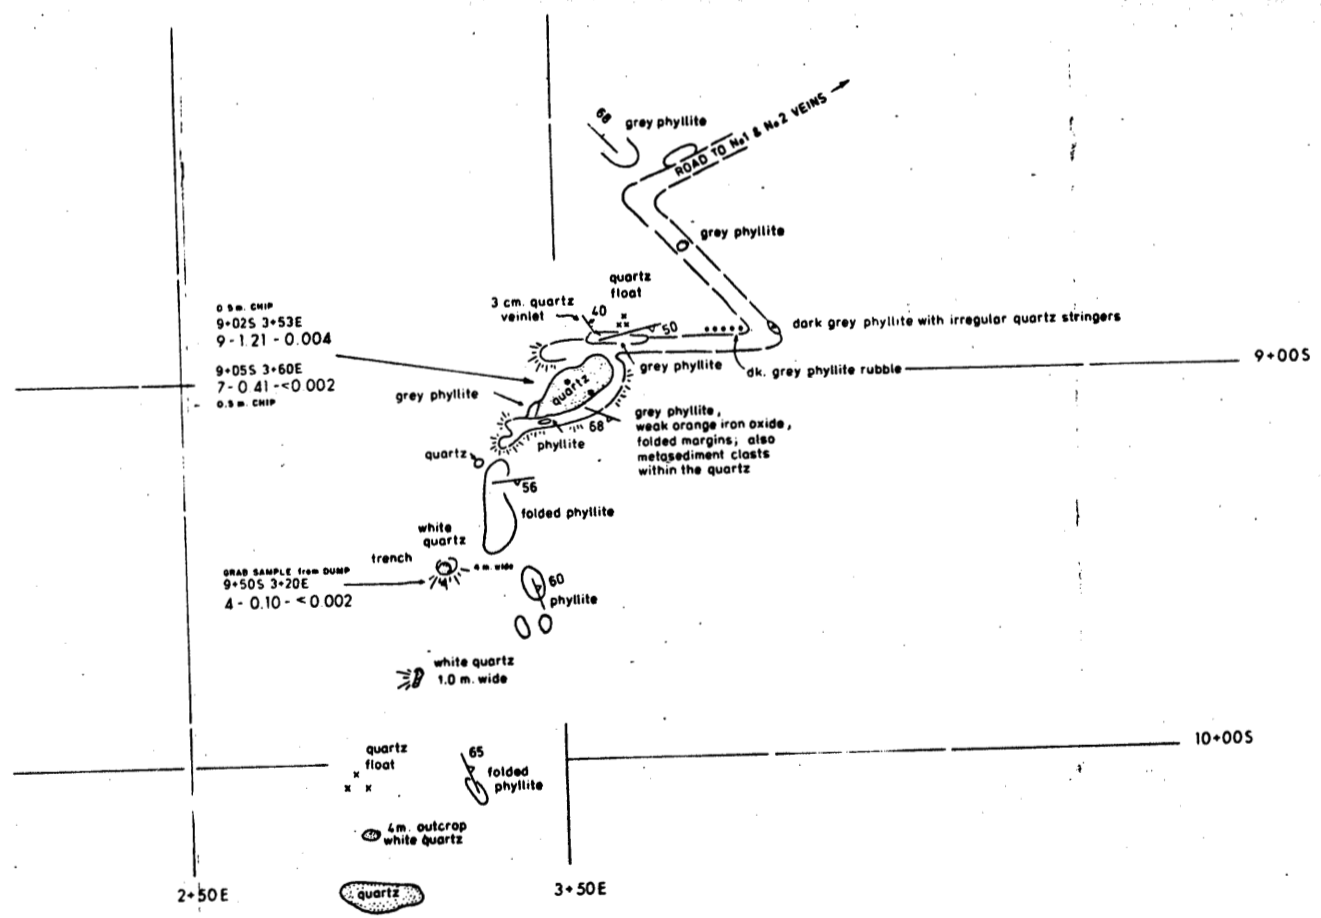 68
grey phyllite
ROAD TO No1 & No2 VEINS
grey phyllite
quartz
float
3 cm. quartz
veinlet
40
50
dark grey phyllite with irregular quartz stringers
0.5m. CHIP
9+02S 3+53E
9-1.21-0.004
9+05S 3+60E
7-0.41-<0.002
0.5m. CHIP
9+00S
grey phyllite
dk. grey phyllite rubble
grey phyllite
quartz
68
phyllite
grey phyllite,
weak orange iron oxide,
folded margins; also
metasediment clasts
within the quartz
quartz
56
folded phyllite
white
quartz
trench
4 m. wide
GRAB SAMPLE from DUMP
9+50S 3+20E
4-0.10-<0.002
60
phyllite
white quartz
1.0 m. wide
10+00S
quartz
float
65
folded
phyllite
4m. outcrop
white quartz
quartz
2+50E
3+50E